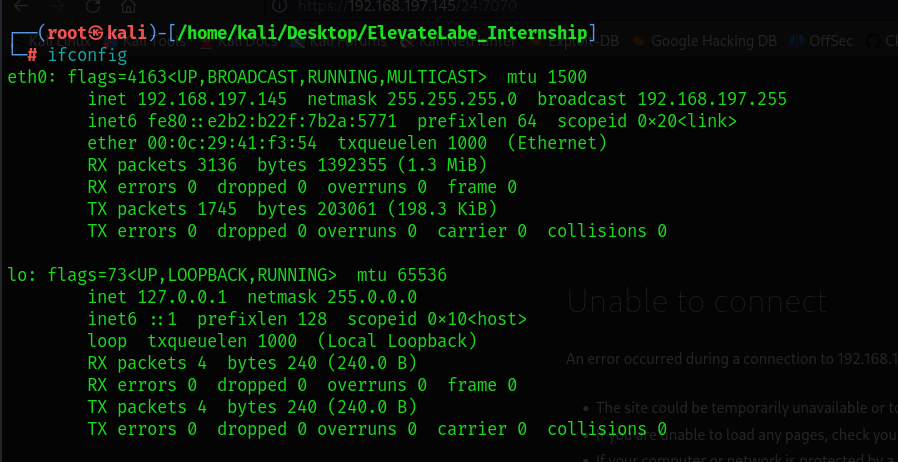 https://192.168.197.145/24:7070
┌──(root㉿kali)-[/home/kali/Desktop/ElevateLabe_Internship]
Kali Linux Kali Tools Kali Docs Kali Forums Exploit-DB Google Hacking DB OffSec
└─# ifconfig
eth0: flags=4163<UP,BROADCAST,RUNNING,MULTICAST>  mtu 1500
        inet 192.168.197.145  netmask 255.255.255.0  broadcast 192.168.197.255
        inet6 fe80::e2b2:b22f:7b2a:5771  prefixlen 64  scopeid 0×20<link>
        ether 00:0c:29:41:f3:54  txqueuelen 1000  (Ethernet)
        RX packets 3136  bytes 1392355 (1.3 MiB)
        RX errors 0  dropped 0  overruns 0  frame 0
        TX packets 1745  bytes 203061 (198.3 KiB)
        TX errors 0  dropped 0 overruns 0  carrier 0  collisions 0
lo: flags=73<UP,LOOPBACK,RUNNING>  mtu 65536
        inet 127.0.0.1  netmask 255.0.0.0
        inet6 ::1  prefixlen 128  scopeid 0×10<host>
        loop  txqueuelen 1000  (Local Loopback)
        RX packets 4  bytes 240 (240.0 B)
        RX errors 0  dropped 0  overruns 0  frame 0
        TX packets 4  bytes 240 (240.0 B)
        TX errors 0  dropped 0 overruns 0  carrier 0  collisions 0
Unable to connect
An error occurred during a connection to 192.168.1
The site could be temporarily unavailable or to
If you are unable to load any pages, check you
If your computer or network is protected by a